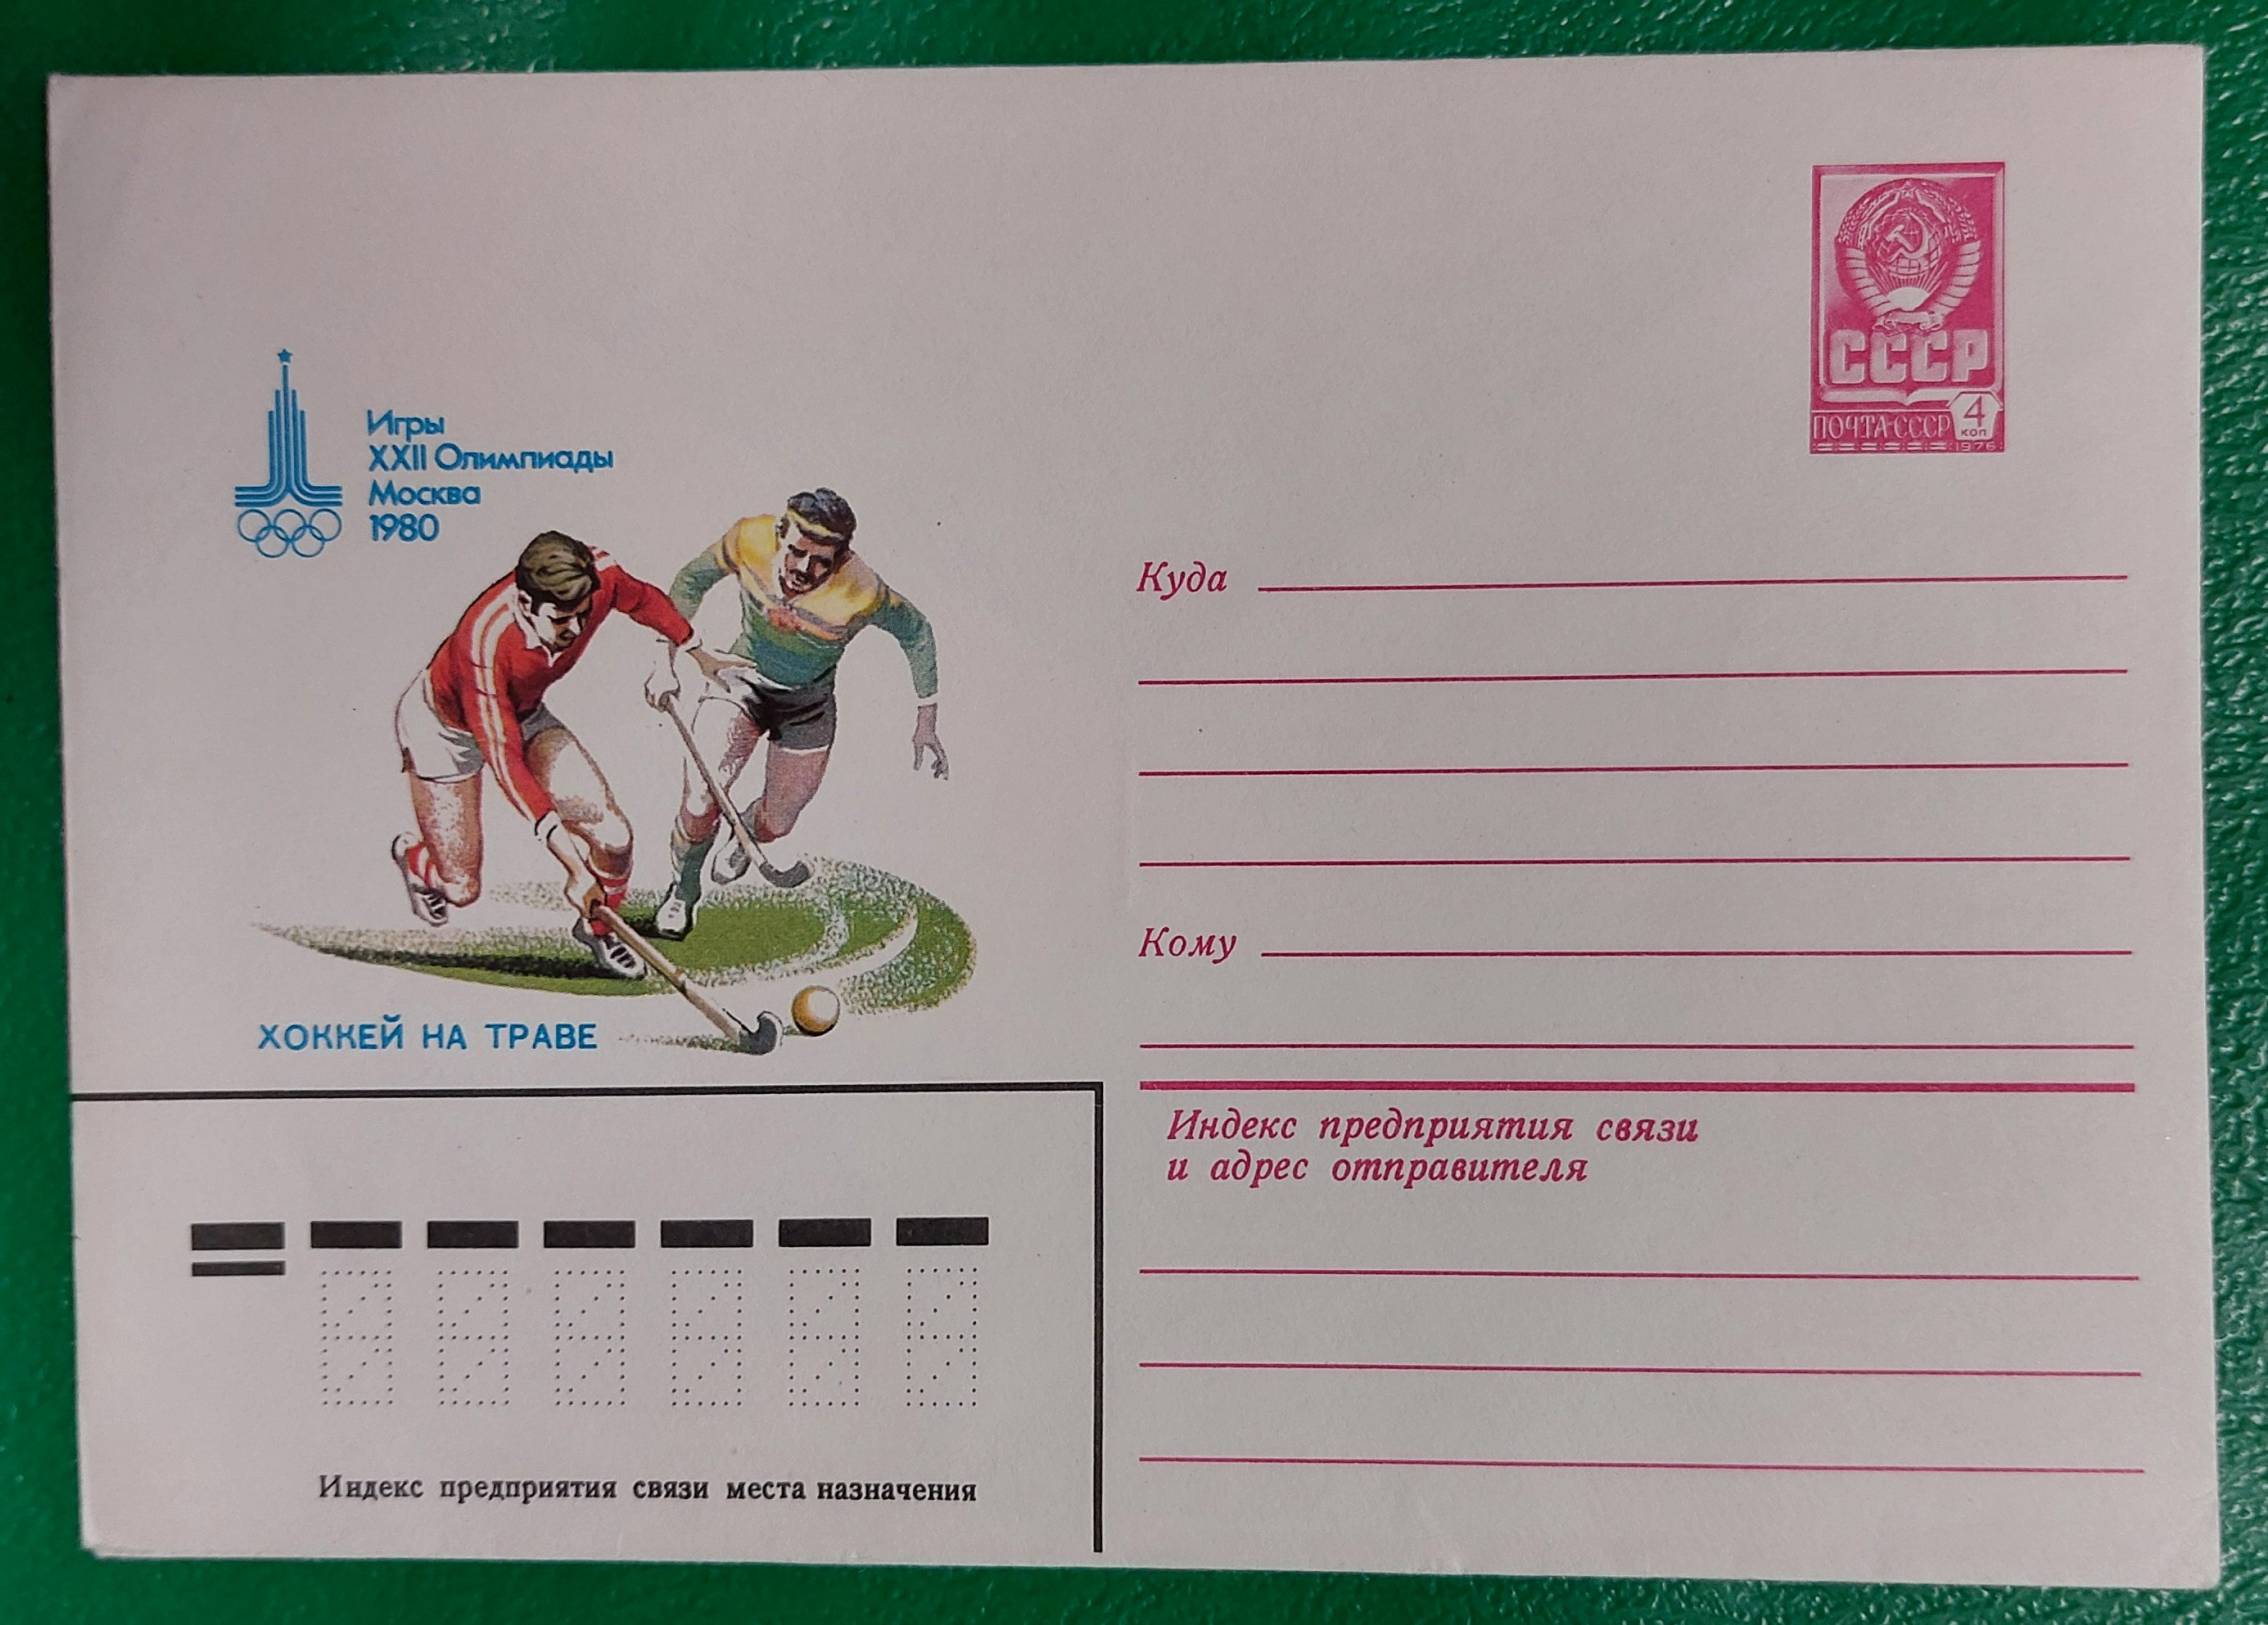 СССР
ПОЧТА·СССР
4
коп
1976
Игры
XXII Олимпиады
Москва
1980
ХОККЕЙ НА ТРАВЕ
Куда
Кому
Индекс предприятия связи
и адрес отправителя
Индекс предприятия связи места назначения